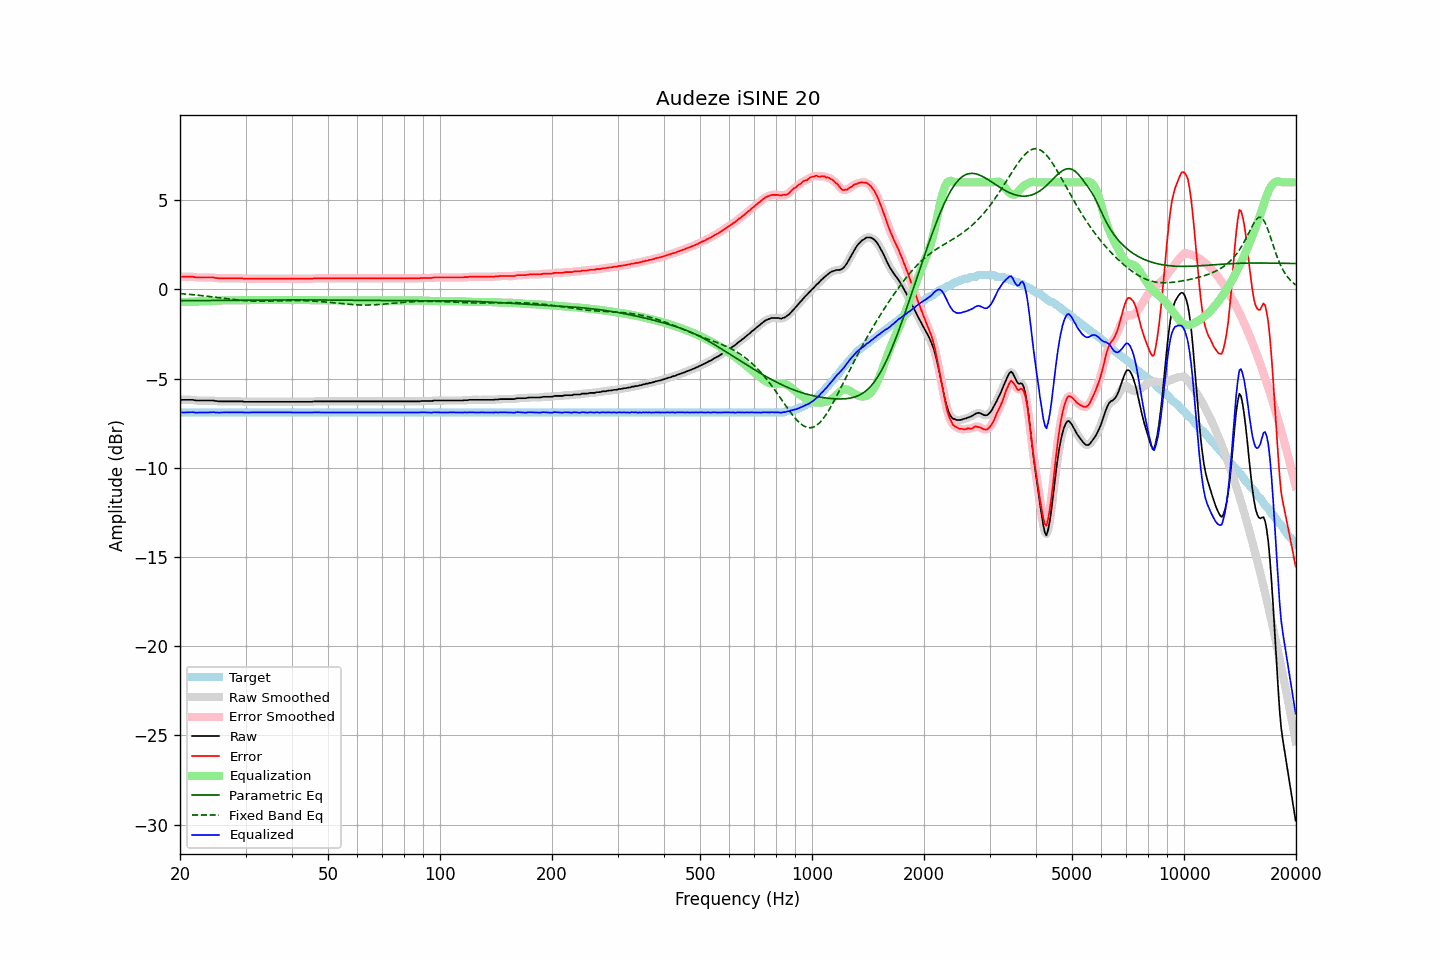 Audeze iSINE 20
Amplitude (dBr)
5
0
−5
−10
−15
−20
−25
−30
Target
Raw Smoothed
Error Smoothed
Raw
Error
Equalization
Parametric Eq
Fixed Band Eq
Equalized
20 50 100 200 500 1000 2000 5000 10000 20000
Frequency (Hz)